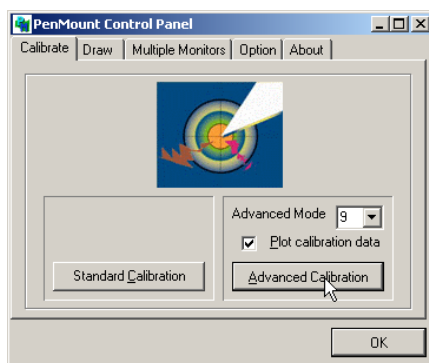 PenMount Control Panel
Calibrate Draw Multiple Monitors Option About
Advanced Mode 9
Plot calibration data
Standard Calibration Advanced Calibration
OK